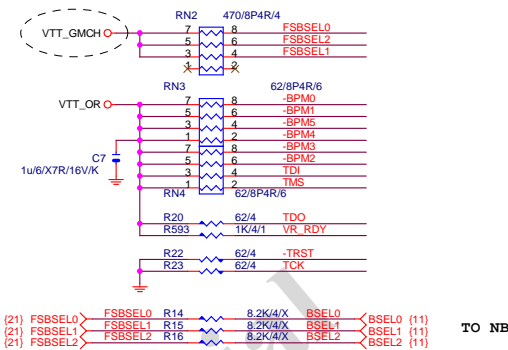 RN2 470/8P4R/4
VTT_GMCH 7 8 FSBSEL0
5 6 FSBSEL2
3 4 FSBSEL1
1 2
RN3 62/8P4R/6
VTT_OR 7 8 -BPM0
5 6 -BPM1
3 4 -BPM5
1 2 -BPM4
7 8 -BPM3
C7 5 6 -BPM2
1u/6/X7R/16V/K 3 4 TDI
1 2 TMS
RN4 62/8P4R/6
R20 62/4 TDO
R593 1K/4/1 VR_RDY
R22 62/4 -TRST
R23 62/4 TCK
{21} FSBSEL0 FSBSEL0 R14 8.2K/4/X BSEL0 BSEL0 {11}
{21} FSBSEL1 FSBSEL1 R15 8.2K/4/X BSEL1 BSEL1 {11}
{21} FSBSEL2 FSBSEL2 R16 8.2K/4/X BSEL2 BSEL2 {11}
TO NB